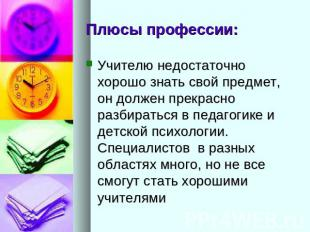 Плюсы профессии:
Учителю недостаточно
хорошо знать свой предмет,
он должен прекрасно
разбираться в педагогике и
детской психологии.
Специалистов в разных
областях много, но не все
смогут стать хорошими
учителями